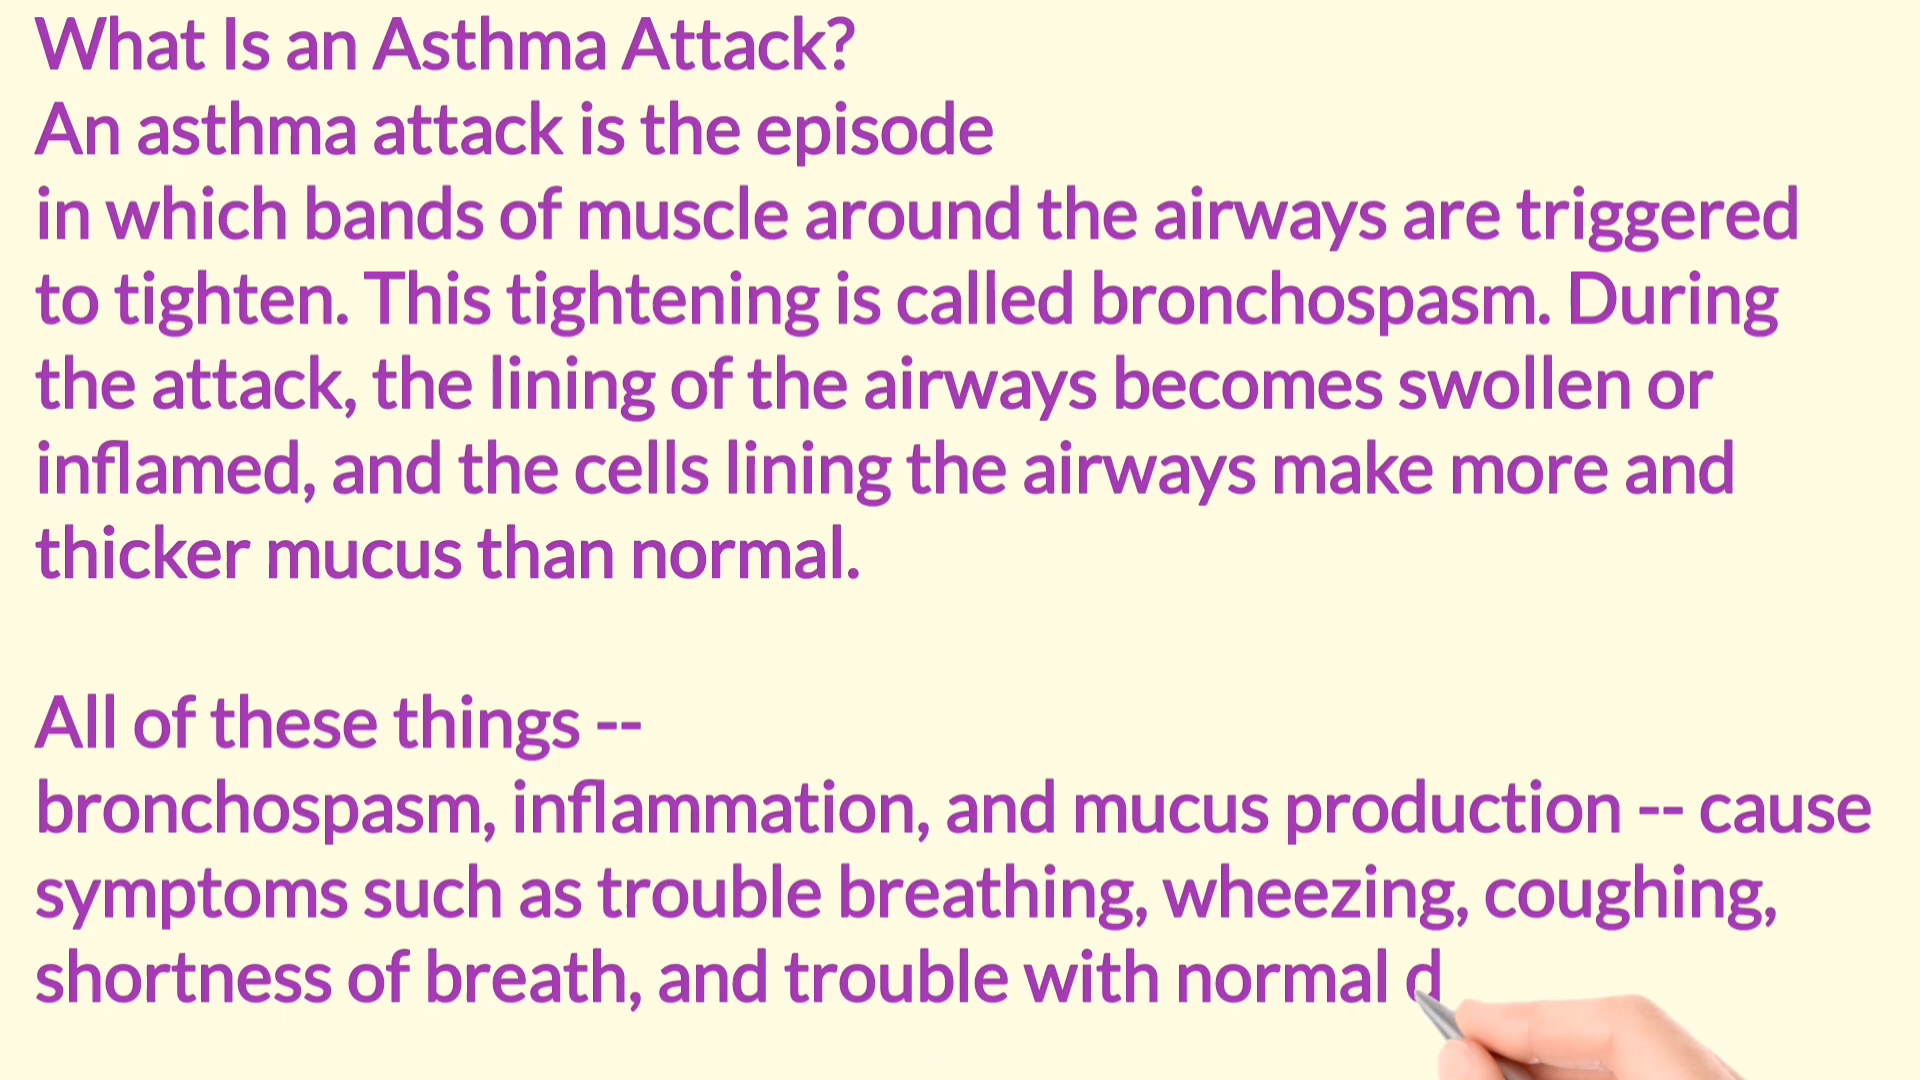 What Is an Asthma Attack?
An asthma attack is the episode
in which bands of muscle around the airways are triggered
to tighten. This tightening is called bronchospasm. During
the attack, the lining of the airways becomes swollen or
inflamed, and the cells lining the airways make more and
thicker mucus than normal.
All of these things --
bronchospasm, inflammation, and mucus production -- cause
symptoms such as trouble breathing, wheezing, coughing,
shortness of breath, and trouble with normal d